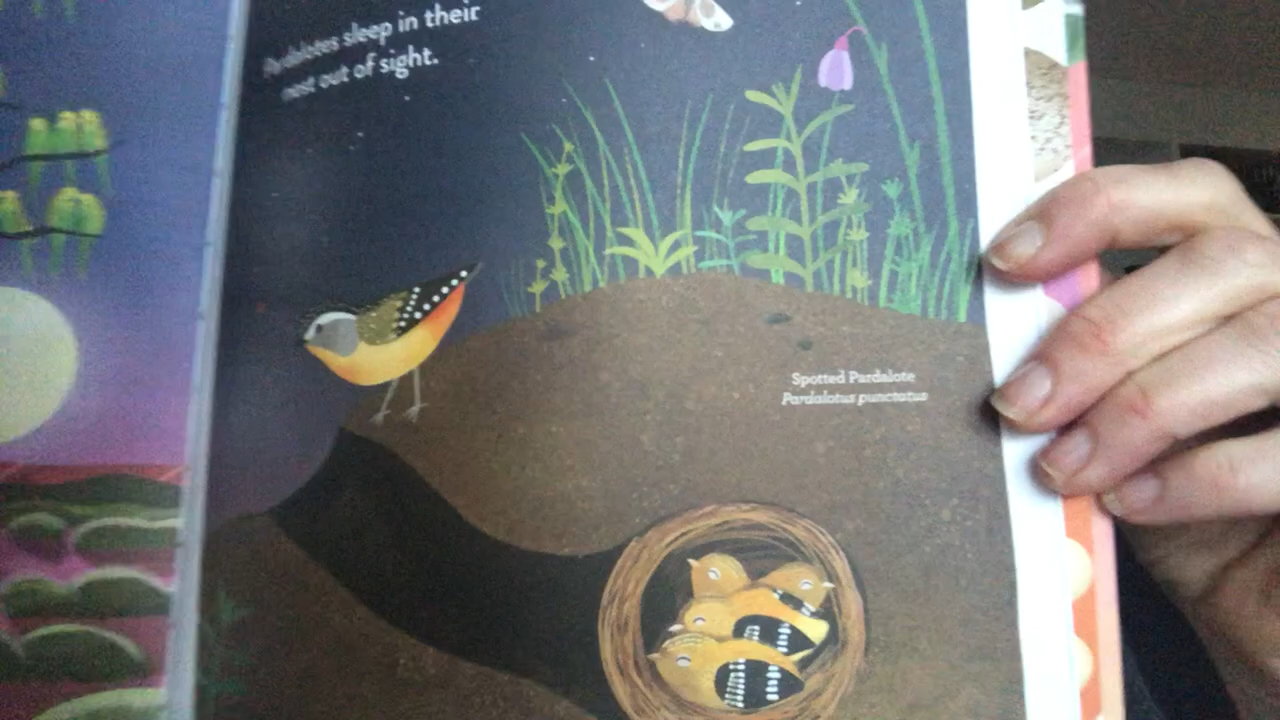 Pardalotes sleep in their
nest out of sight.
Spotted Pardalote
Pardalotus punctatus